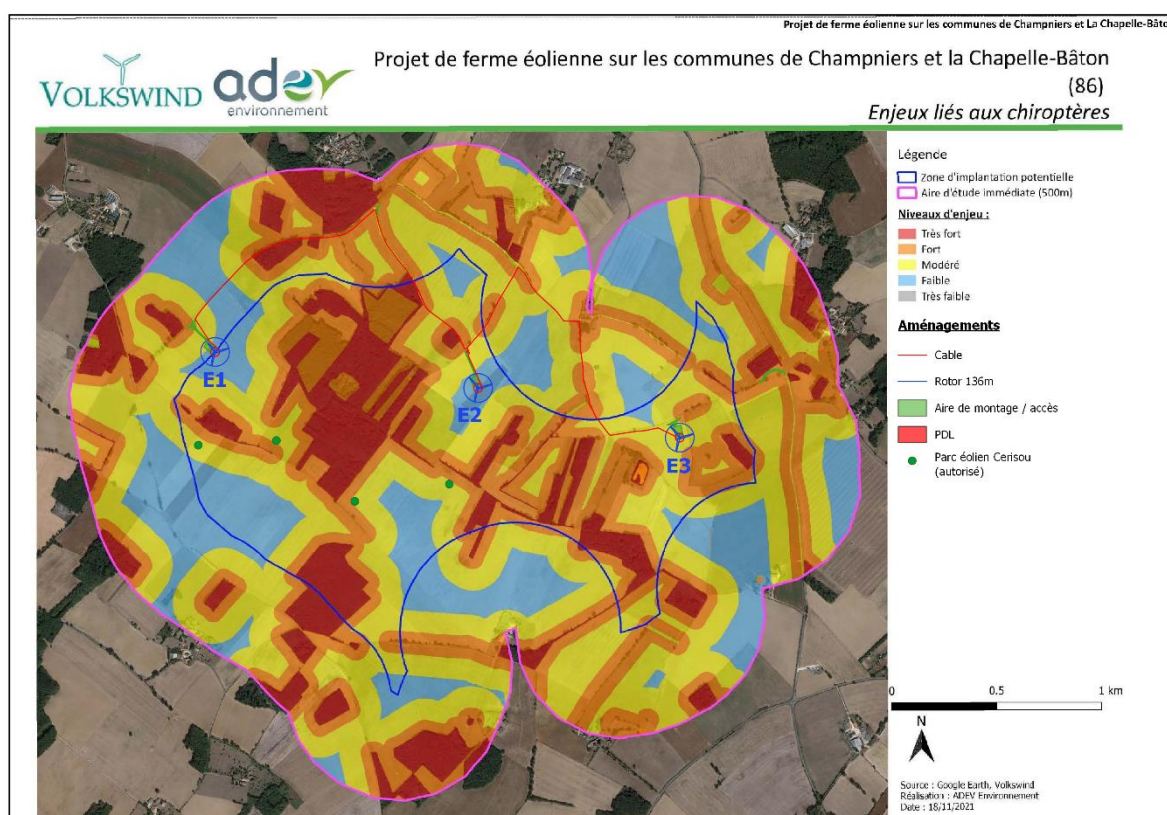 Projet de ferme éolienne sur les communes de Champniers et La Chapelle-Bâto
VOLKSWIND
adev
environnement
Projet de ferme éolienne sur les communes de Champniers et la Chapelle-Bâton
(86)
Enjeux liés aux chiroptères
Légende
Zone d'implantation potentielle
Aire d'étude immédiate (500m)
Niveaux d'enjeu :
Très fort
Fort
Modéré
Faible
Très faible
Aménagements
Cable
Rotor 136m
Aire de montage / accès
PDL
Parc éolien Cerisou
(autorisé)
E1
E2
E3
0 0.5 1 km
N
Source : Google Earth, Volkswind
Réalisation : ADEV Environnement
Date : 18/11/2021